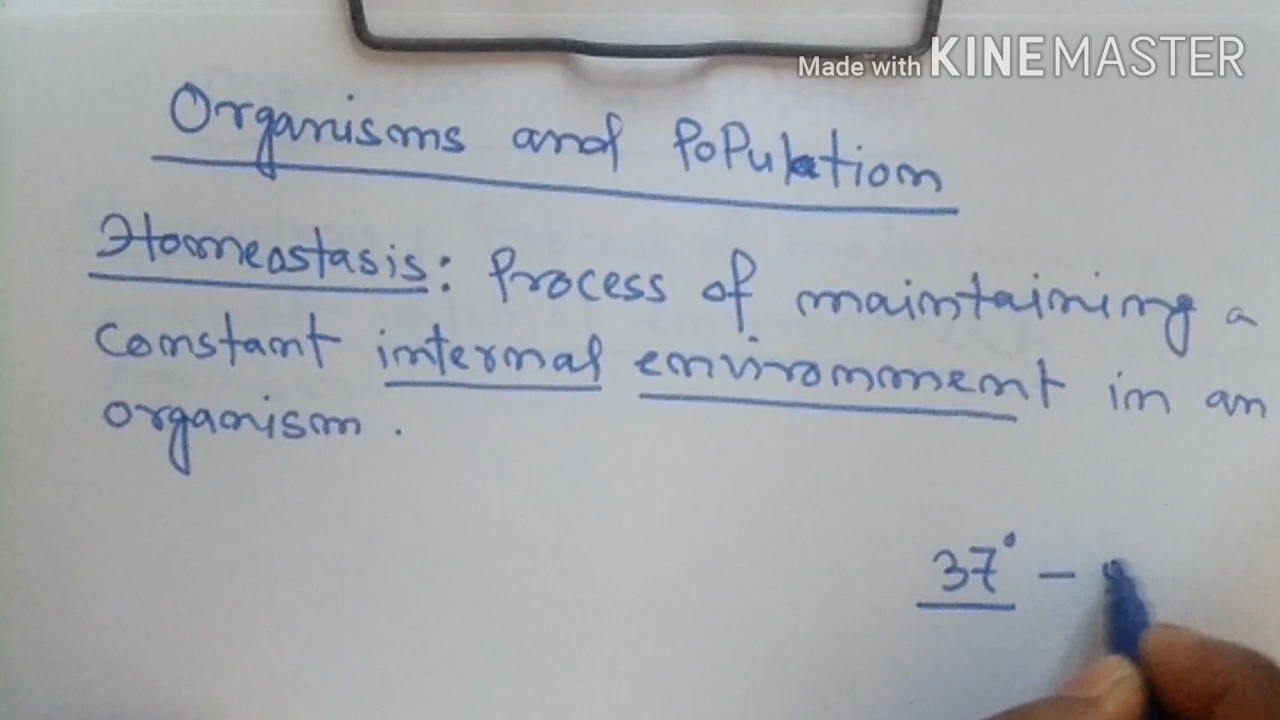 Made with KINEMASTER
Organisms and Population
Homeostasis: Process of maintaining a
constant internal environment in an
organism.
37° –